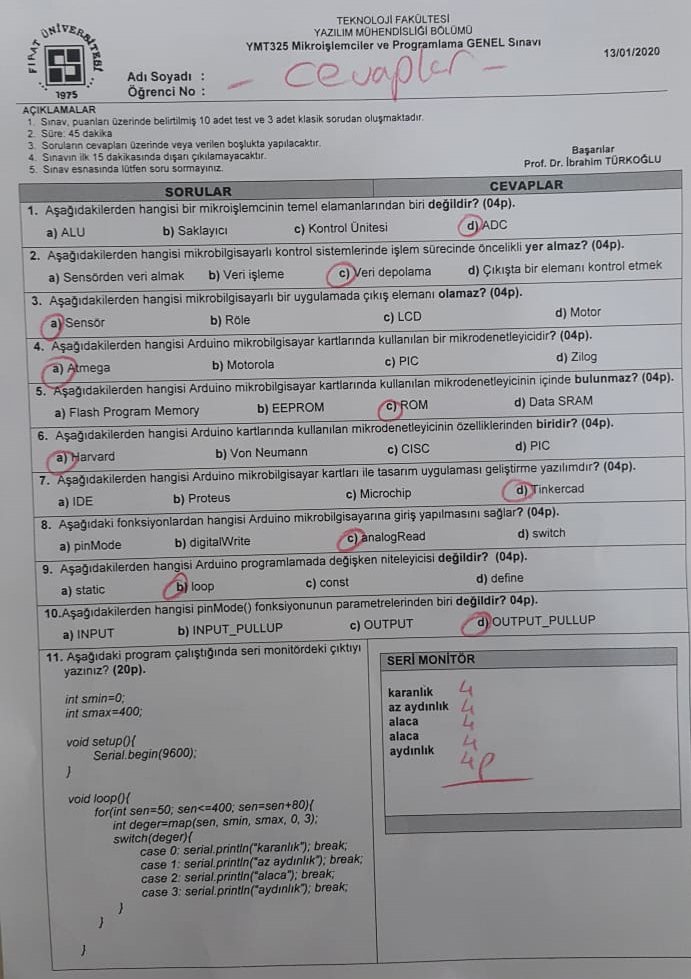 FIRAT ÜNİVERSİTESİ
1975
TEKNOLOJİ FAKÜLTESİ
YAZILIM MÜHENDİSLİĞİ BÖLÜMÜ
YMT325 Mikroişlemciler ve Programlama GENEL Sınavı
13/01/2020
Adı Soyadı :
Öğrenci No :
- Cevaplar -
AÇIKLAMALAR
1. Sınav, puanları üzerinde belirtilmiş 10 adet test ve 3 adet klasik sorudan oluşmaktadır.
2. Süre: 45 dakika
3. Soruların cevapları üzerinde veya verilen boşlukta yapılacaktır.
4. Sınavın ilk 15 dakikasında dışarı çıkılamayacaktır.
5. Sınav esnasında lütfen soru sormayınız.
Başarılar
Prof. Dr. İbrahim TÜRKOĞLU
SORULAR CEVAPLAR
1. Aşağıdakilerden hangisi bir mikroişlemcinin temel elamanlarından biri değildir? (04p).
a) ALU b) Saklayıcı c) Kontrol Ünitesi d) ADC
2. Aşağıdakilerden hangisi mikrobilgisayarlı kontrol sistemlerinde işlem sürecinde öncelikli yer almaz? (04p).
a) Sensörden veri almak b) Veri işleme c) Veri depolama d) Çıkışta bir elemanı kontrol etmek
3. Aşağıdakilerden hangisi mikrobilgisayarlı bir uygulamada çıkış elemanı olamaz? (04p).
a) Sensör b) Röle c) LCD d) Motor
4. Aşağıdakilerden hangisi Arduino mikrobilgisayar kartlarında kullanılan bir mikrodenetleyicidir? (04p).
a) Atmega b) Motorola c) PIC d) Zilog
5. Aşağıdakilerden hangisi Arduino mikrobilgisayar kartlarında kullanılan mikrodenetleyicinin içinde bulunmaz? (04p).
a) Flash Program Memory b) EEPROM c) ROM d) Data SRAM
6. Aşağıdakilerden hangisi Arduino kartlarında kullanılan mikrodenetleyicinin özelliklerinden biridir? (04p).
a) Harvard b) Von Neumann c) CISC d) PIC
7. Aşağıdakilerden hangisi Arduino mikrobilgisayar kartları ile tasarım uygulaması geliştirme yazılımdır? (04p).
a) IDE b) Proteus c) Microchip d) Tinkercad
8. Aşağıdaki fonksiyonlardan hangisi Arduino mikrobilgisayarına giriş yapılmasını sağlar? (04p).
a) pinMode b) digitalWrite c) analogRead d) switch
9. Aşağıdakilerden hangisi Arduino programlamada değişken niteleyicisi değildir? (04p).
a) static b) loop c) const d) define
10.Aşağıdakilerden hangisi pinMode() fonksiyonunun parametrelerinden biri değildir? 04p).
a) INPUT b) INPUT_PULLUP c) OUTPUT d) OUTPUT_PULLUP
11. Aşağıdaki program çalıştığında seri monitördeki çıktıyı
yazınız? (20p).
int smin=0;
int smax=400;
void setup(){
Serial.begin(9600);
}
void loop(){
for(int sen=50; sen<=400; sen=sen+80){
int deger=map(sen, smin, smax, 0, 3);
switch(deger){
case 0: serial.println("karanlık"); break;
case 1: serial.println("az aydınlık"); break;
case 2: serial.println("alaca"); break;
case 3: serial.println("aydınlık"); break;
}
}
}
SERİ MONİTÖR
karanlık 4
az aydınlık 4
alaca 4
alaca 4
aydınlık 4p